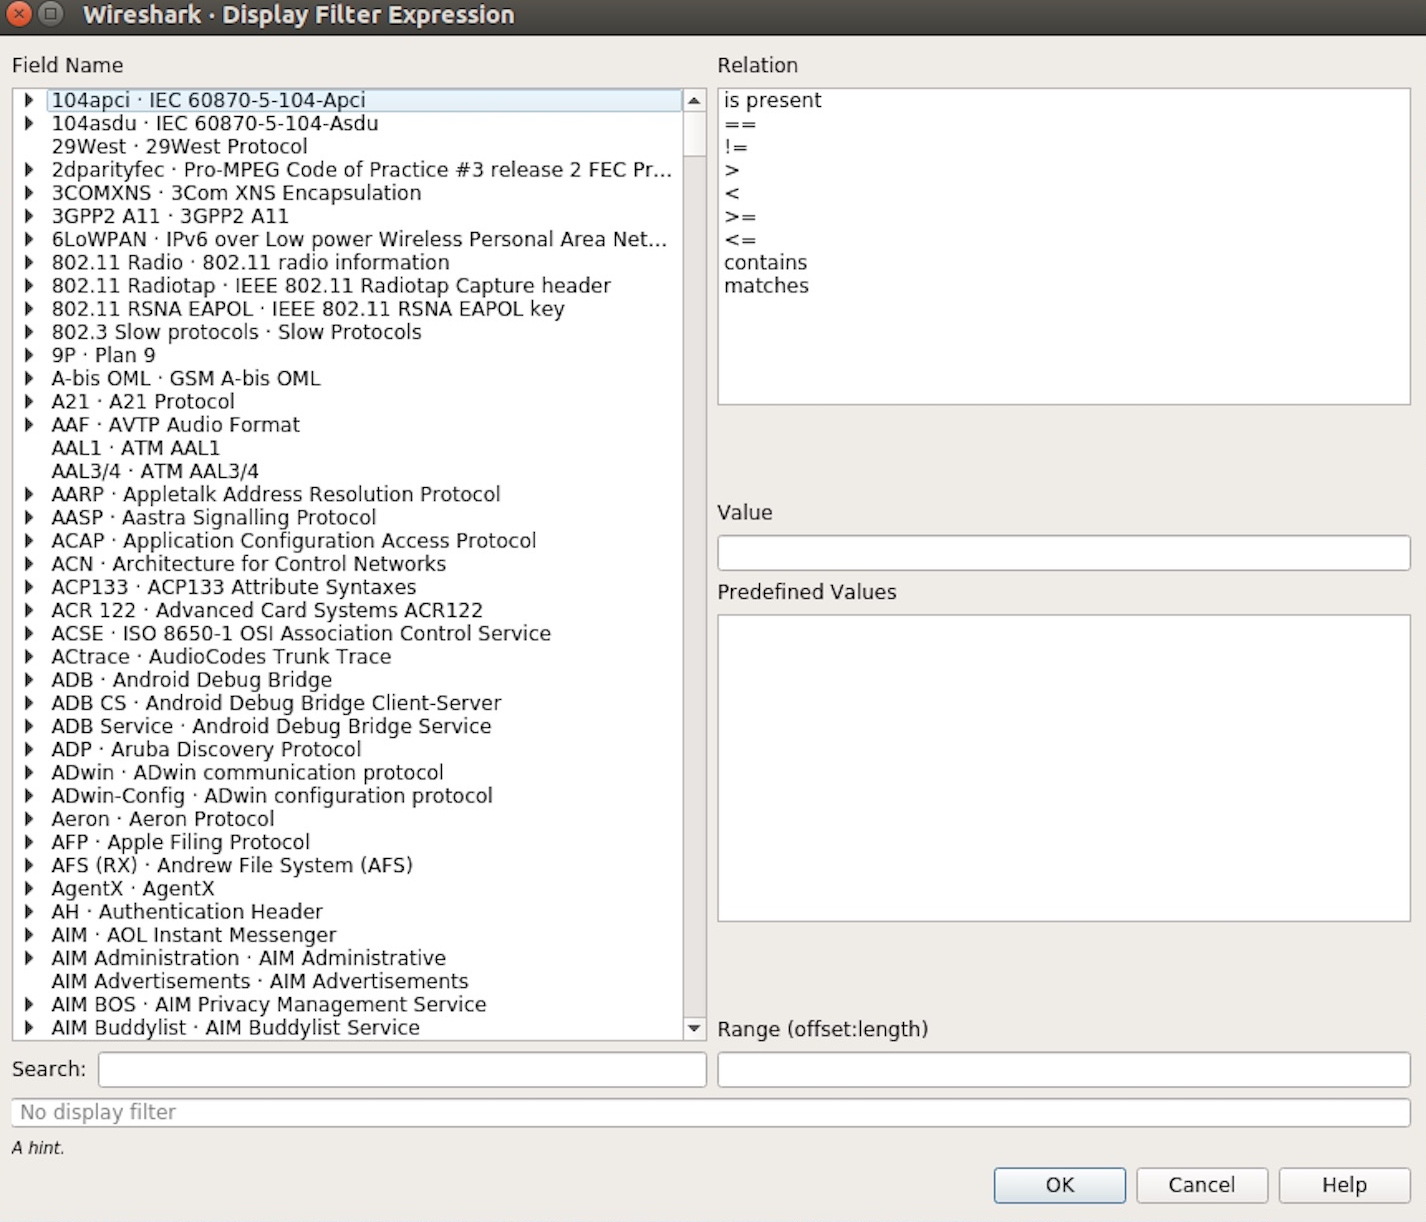 Wireshark · Display Filter Expression
Field Name
104apci · IEC 60870-5-104-Apci
104asdu · IEC 60870-5-104-Asdu
29West · 29West Protocol
2dparityfec · Pro-MPEG Code of Practice #3 release 2 FEC Pr...
3COMXNS · 3Com XNS Encapsulation
3GPP2 A11 · 3GPP2 A11
6LoWPAN · IPv6 over Low power Wireless Personal Area Net...
802.11 Radio · 802.11 radio information
802.11 Radiotap · IEEE 802.11 Radiotap Capture header
802.11 RSNA EAPOL · IEEE 802.11 RSNA EAPOL key
802.3 Slow protocols · Slow Protocols
9P · Plan 9
A-bis OML · GSM A-bis OML
A21 · A21 Protocol
AAF · AVTP Audio Format
AAL1 · ATM AAL1
AAL3/4 · ATM AAL3/4
AARP · Appletalk Address Resolution Protocol
AASP · Aastra Signalling Protocol
ACAP · Application Configuration Access Protocol
ACN · Architecture for Control Networks
ACP133 · ACP133 Attribute Syntaxes
ACR 122 · Advanced Card Systems ACR122
ACSE · ISO 8650-1 OSI Association Control Service
ACtrace · AudioCodes Trunk Trace
ADB · Android Debug Bridge
ADB CS · Android Debug Bridge Client-Server
ADB Service · Android Debug Bridge Service
ADP · Aruba Discovery Protocol
ADwin · ADwin communication protocol
ADwin-Config · ADwin configuration protocol
Aeron · Aeron Protocol
AFP · Apple Filing Protocol
AFS (RX) · Andrew File System (AFS)
AgentX · AgentX
AH · Authentication Header
AIM · AOL Instant Messenger
AIM Administration · AIM Administrative
AIM Advertisements · AIM Advertisements
AIM BOS · AIM Privacy Management Service
AIM Buddylist · AIM Buddylist Service
Search:
Relation
is present
==
!=
>
<
>=
<=
contains
matches
Value
Predefined Values
Range (offset:length)
No display filter
A hint.
OK
Cancel
Help